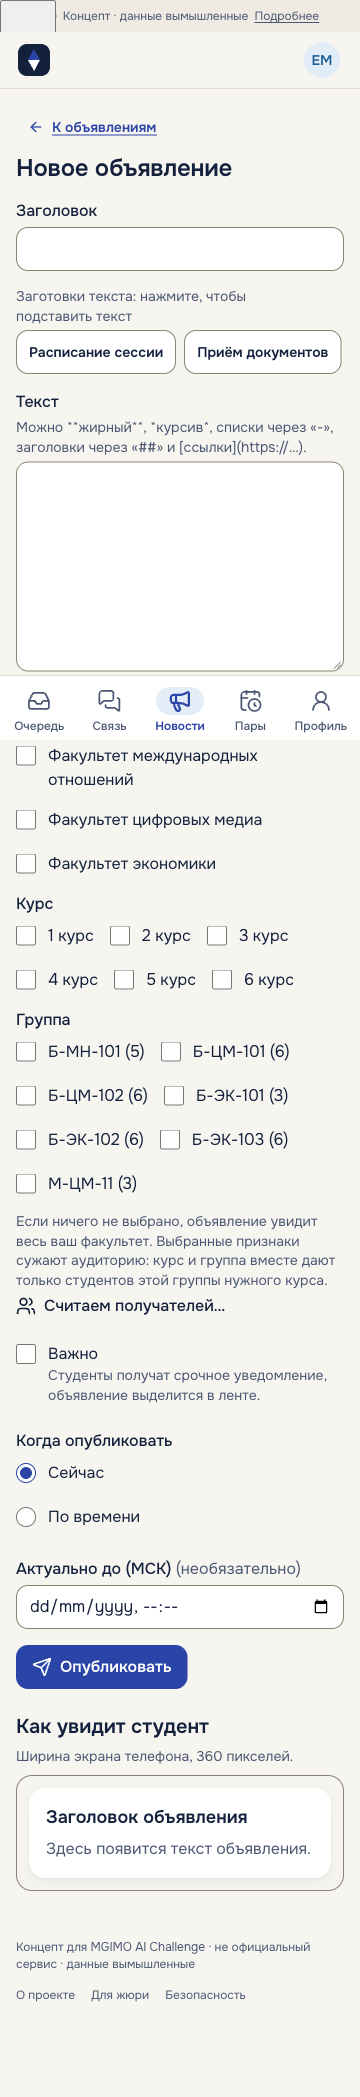 Концепт · данные вымышленные Подробнее
ЕМ
К объявлениям
Новое объявление
Заголовок
Заготовки текста: нажмите, чтобы
подставить текст
Расписание сессии Приём документов
Текст
Можно **жирный**, *курсив*, списки через «-»,
заголовки через «##» и [ссылки](https://…).
Очередь Связь Новости Пары Профиль
Факультет международных
отношений
Факультет цифровых медиа
Факультет экономики
Курс
1 курс 2 курс 3 курс
4 курс 5 курс 6 курс
Группа
Б-МН-101 (5) Б-ЦМ-101 (6)
Б-ЦМ-102 (6) Б-ЭК-101 (3)
Б-ЭК-102 (6) Б-ЭК-103 (6)
М-ЦМ-11 (3)
Если ничего не выбрано, объявление увидит
весь ваш факультет. Выбранные признаки
сужают аудиторию: курс и группа вместе дают
только студентов этой группы нужного курса.
Считаем получателей…
Важно
Студенты получат срочное уведомление,
объявление выделится в ленте.
Когда опубликовать
Сейчас
По времени
Актуально до (МСК) (необязательно)
dd/mm/yyyy, --:--
Опубликовать
Как увидит студент
Ширина экрана телефона, 360 пикселей.
Заголовок объявления
Здесь появится текст объявления.
Концепт для MGIMO AI Challenge · не официальный
сервис · данные вымышленные
О проекте Для жюри Безопасность